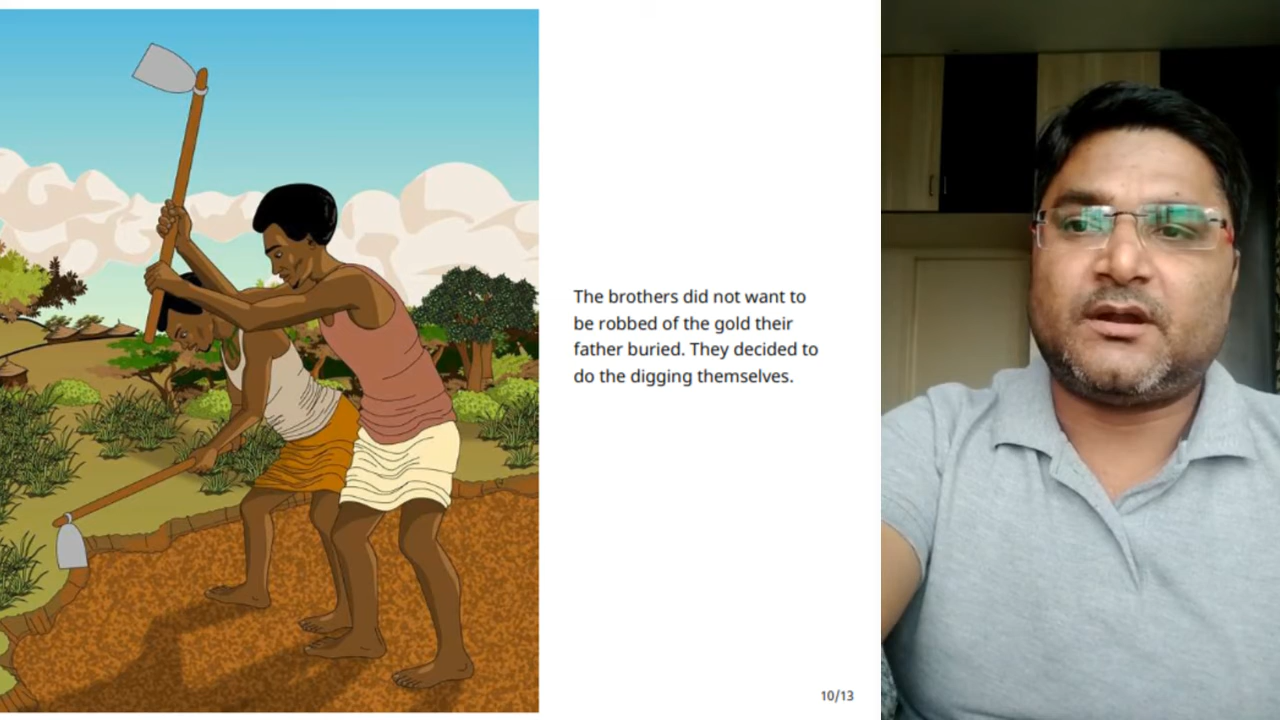 The brothers did not want to
be robbed of the gold their
father buried. They decided to
do the digging themselves.
10/13